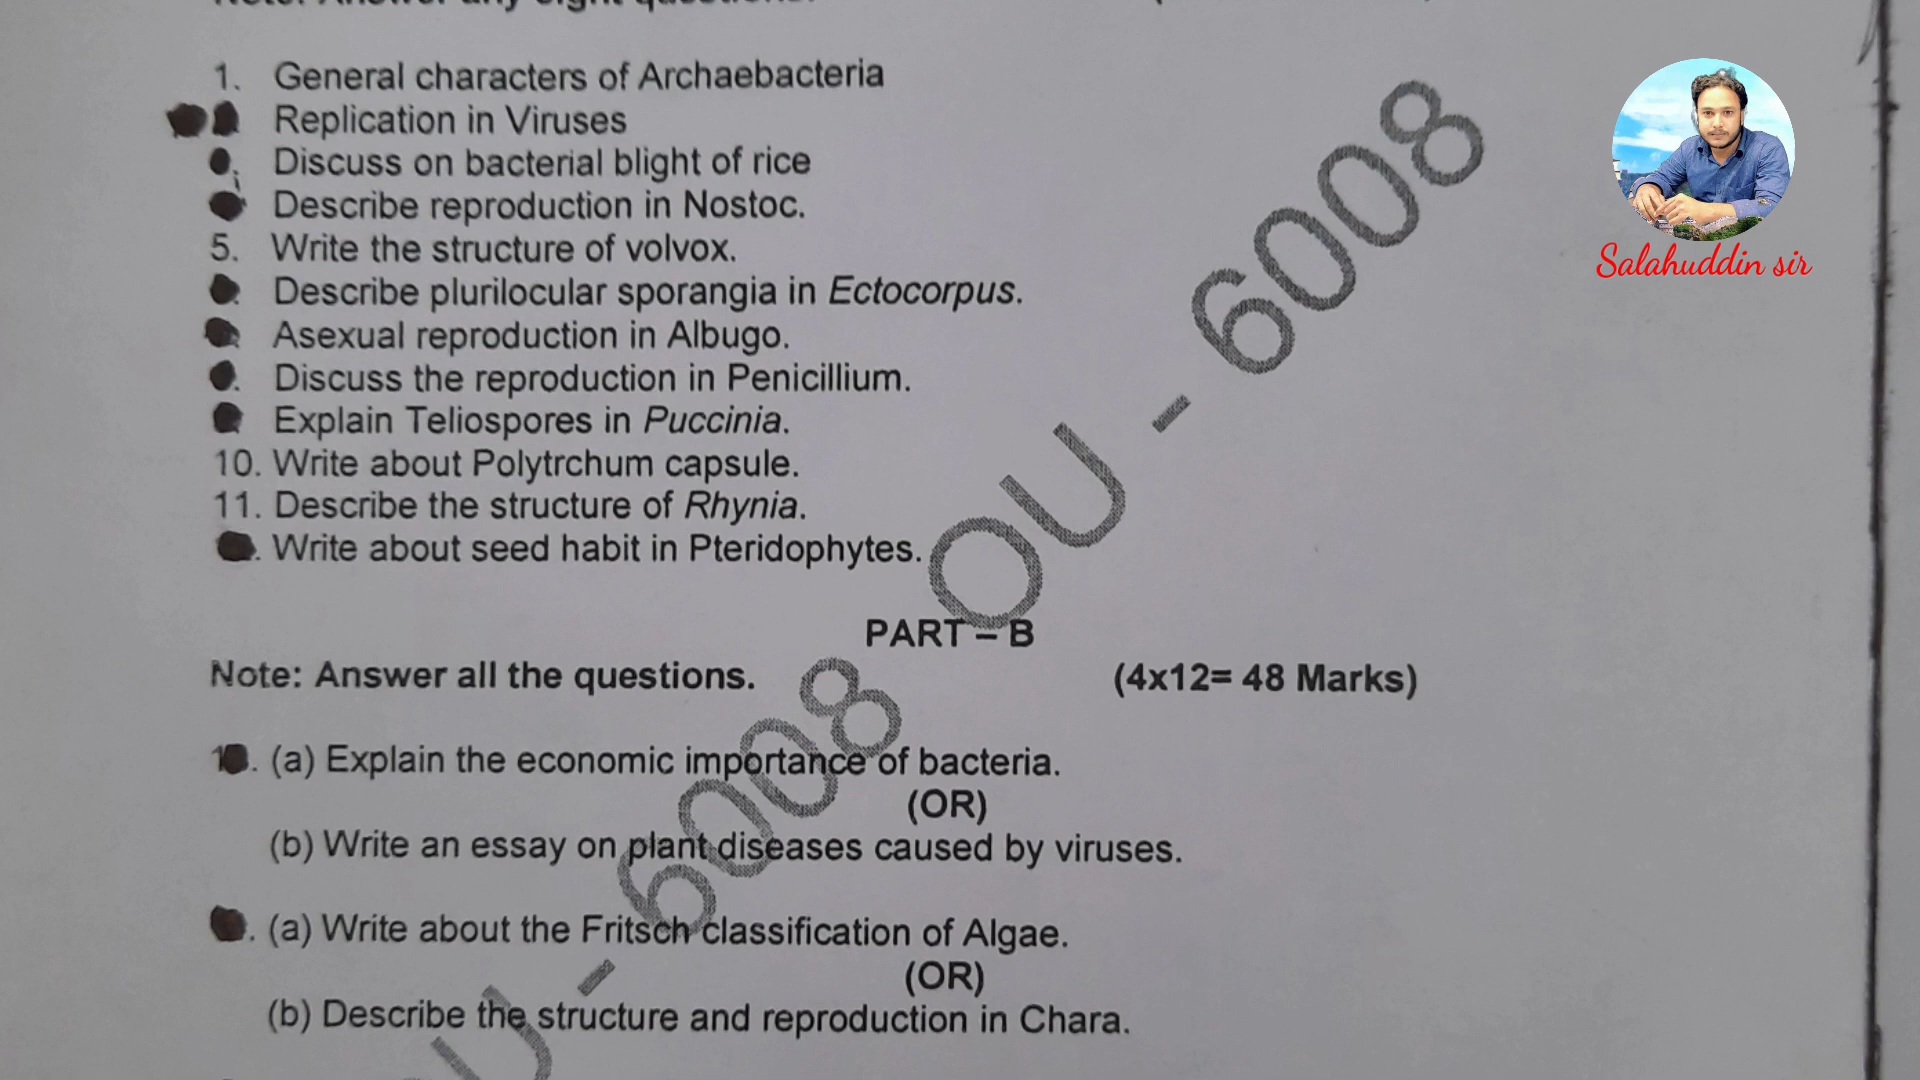 Note: Answer any eight questions.
1. General characters of Archaebacteria
Replication in Viruses
Discuss on bacterial blight of rice
Describe reproduction in Nostoc.
5. Write the structure of volvox.
Describe plurilocular sporangia in Ectocorpus.
Asexual reproduction in Albugo.
Discuss the reproduction in Penicillium.
Explain Teliospores in Puccinia.
10. Write about Polytrchum capsule.
11. Describe the structure of Rhynia.
. Write about seed habit in Pteridophytes.
PART – B
Note: Answer all the questions. (4x12= 48 Marks)
(a) Explain the economic importance of bacteria.
(OR)
(b) Write an essay on plant diseases caused by viruses.
(a) Write about the Fritsch classification of Algae.
(OR)
(b) Describe the structure and reproduction in Chara.
OU - 6008
U - 6008
Salahuddin sir